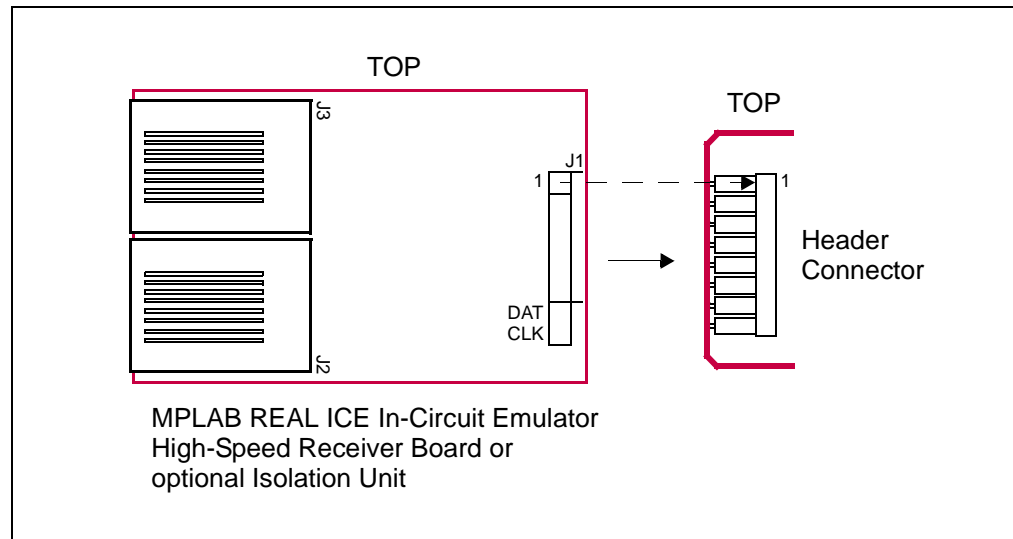 TOP
TOP
J3
J1
1
1
Header
Connector
DAT
CLK
J2
MPLAB REAL ICE In-Circuit Emulator
High-Speed Receiver Board or
optional Isolation Unit